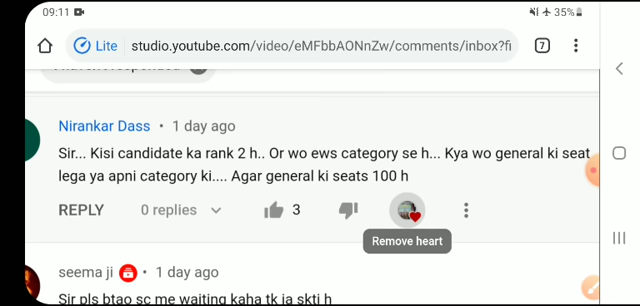 09:11
35%
Lite studio.youtube.com/video/eMFbbAONnZw/comments/inbox?fi
7
Nirankar Dass • 1 day ago
Sir... Kisi candidate ka rank 2 h.. Or wo ews category se h... Kya wo general ki seat
lega ya apni category ki.... Agar general ki seats 100 h
REPLY 0 replies 3
Remove heart
seema ji • 1 day ago
Sir pls btao sc me waiting kaha tk ja skti h